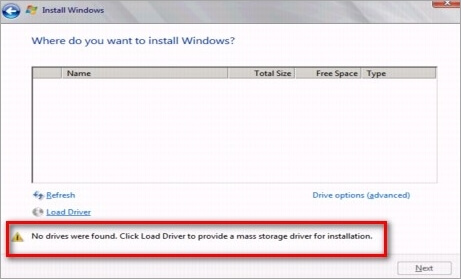 Install Windows
Where do you want to install Windows?
Name Total Size Free Space Type
Refresh Drive options (advanced)
Load Driver
No drives were found. Click Load Driver to provide a mass storage driver for installation.
Next